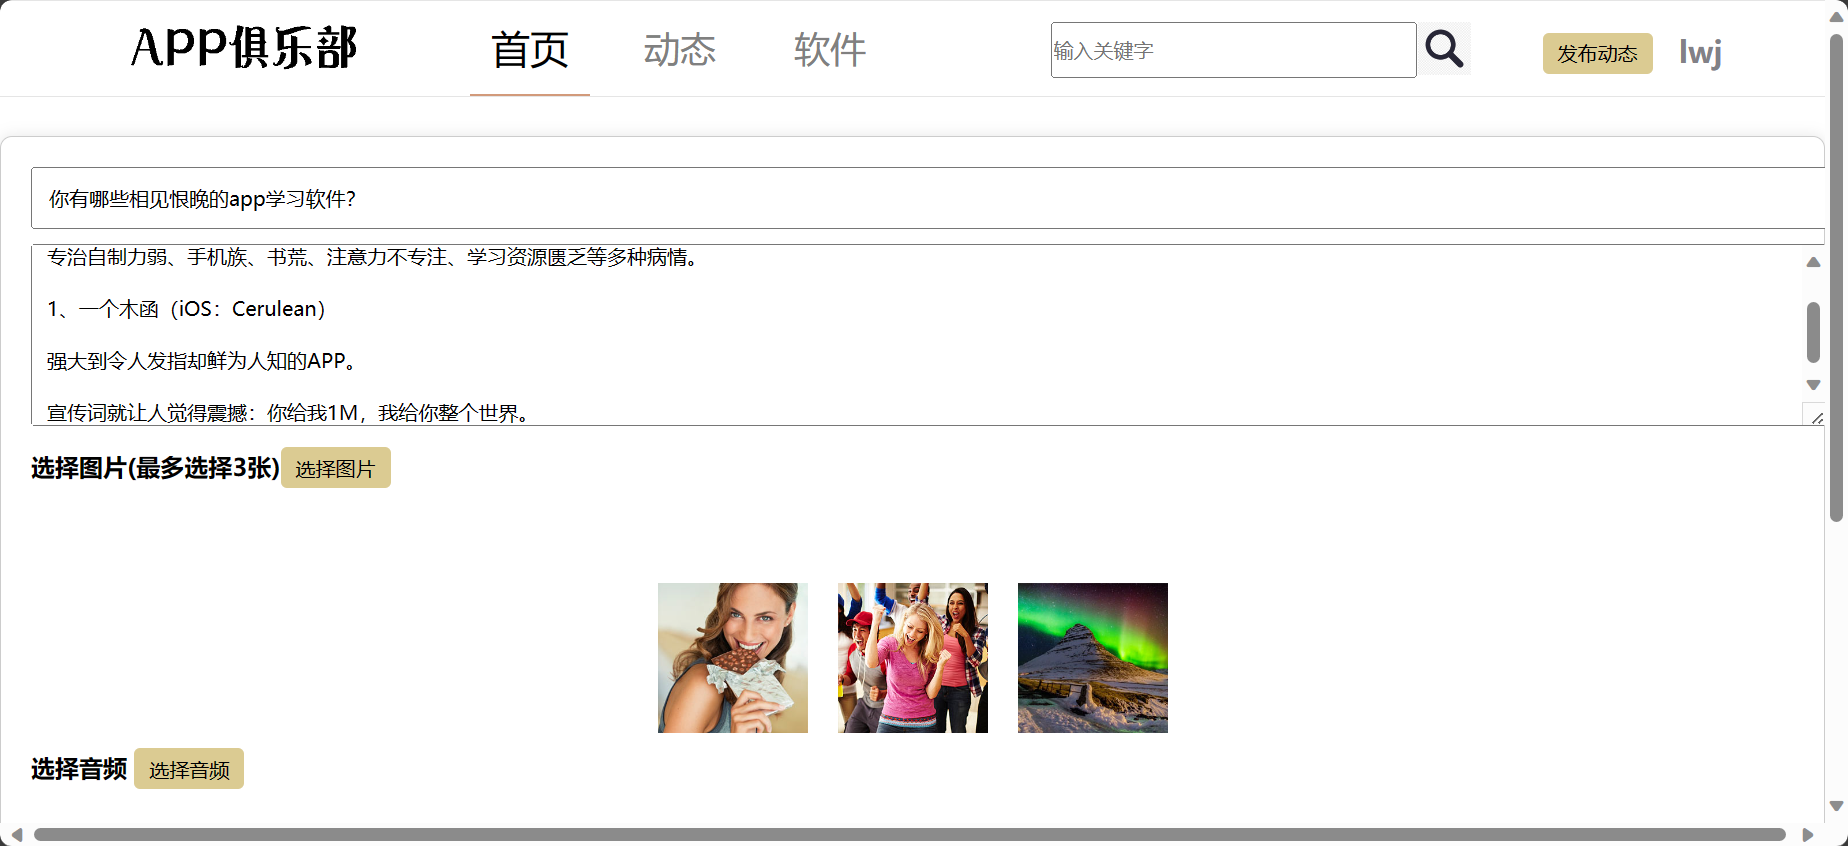 APP俱乐部 首页 动态 软件 输入关键字 发布动态 lwj
你有哪些相见恨晚的app学习软件？
专治自制力弱、手机族、书荒、注意力不专注、学习资源匮乏等多种病情。
1、一个木函（iOS：Cerulean）
强大到令人发指却鲜为人知的APP。
宣传词就让人觉得震撼：你给我1M，我给你整个世界。
选择图片(最多选择3张) 选择图片
选择音频 选择音频